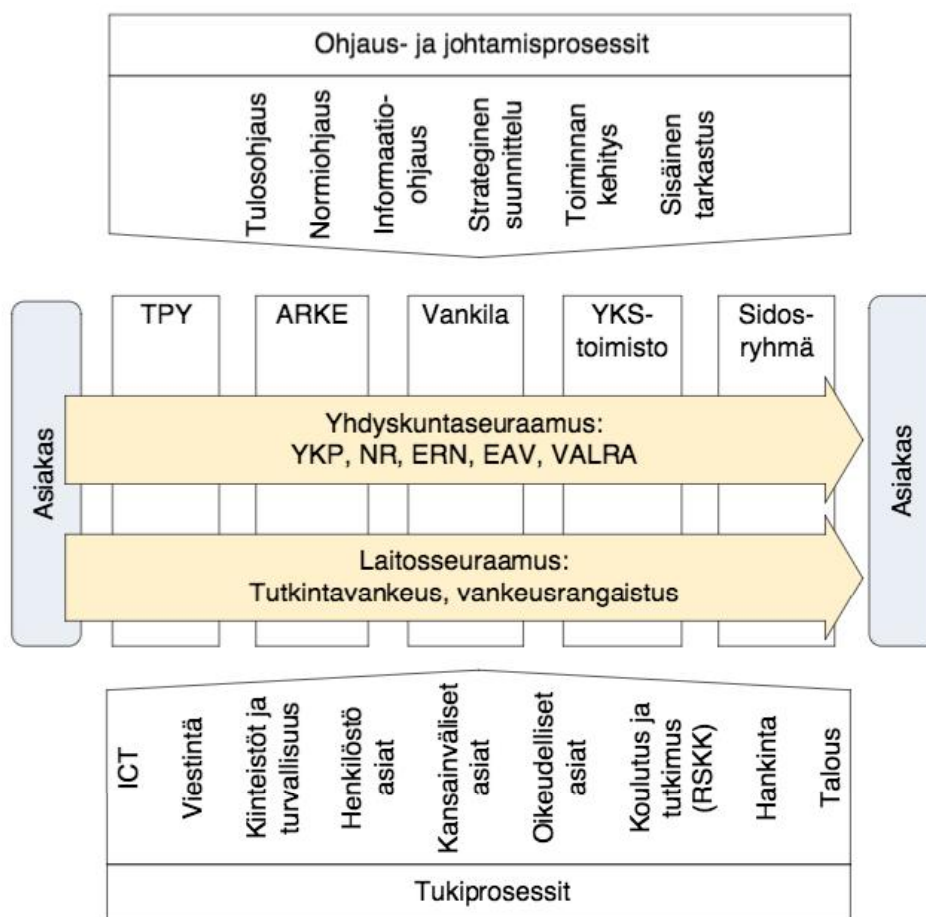 Ohjaus- ja johtamisprosessit
Tulosohjaus
Normiohjaus
Informaatio-
ohjaus
Strateginen
suunnittelu
Toiminnan
kehitys
Sisäinen
tarkastus
TPY
ARKE
Vankila
YKS-
toimisto
Sidos-
ryhmä
Asiakas
Yhdyskuntaseuraamus:
YKP, NR, ERN, EAV, VALRA
Laitosseuraamus:
Tutkintavankeus, vankeusrangaistus
Asiakas
ICT
Viestintä
Kiinteistöt ja
turvallisuus
Henkilöstö
asiat
Kansainväliset
asiat
Oikeudelliset
asiat
Koulutus ja
tutkimus
(RSKK)
Hankinta
Talous
Tukiprosessit